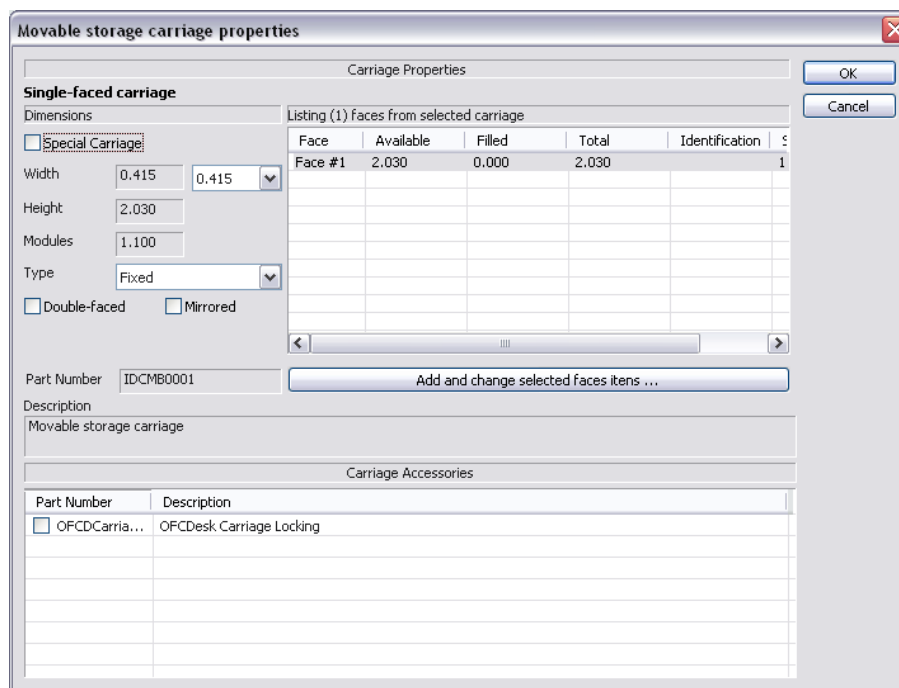 Movable storage carriage properties
Carriage Properties
OK
Cancel
Single-faced carriage
Dimensions
Listing (1) faces from selected carriage
Special Carriage
Face Available Filled Total Identification S
Face #1 2.030 0.000 2.030 1
Width 0.415 0.415
Height 2.030
Modules 1.100
Type Fixed
Double-faced Mirrored
Part Number IDCMB0001
Add and change selected faces itens ...
Description
Movable storage carriage
Carriage Accessories
Part Number Description
OFCDCarria... OFCDesk Carriage Locking